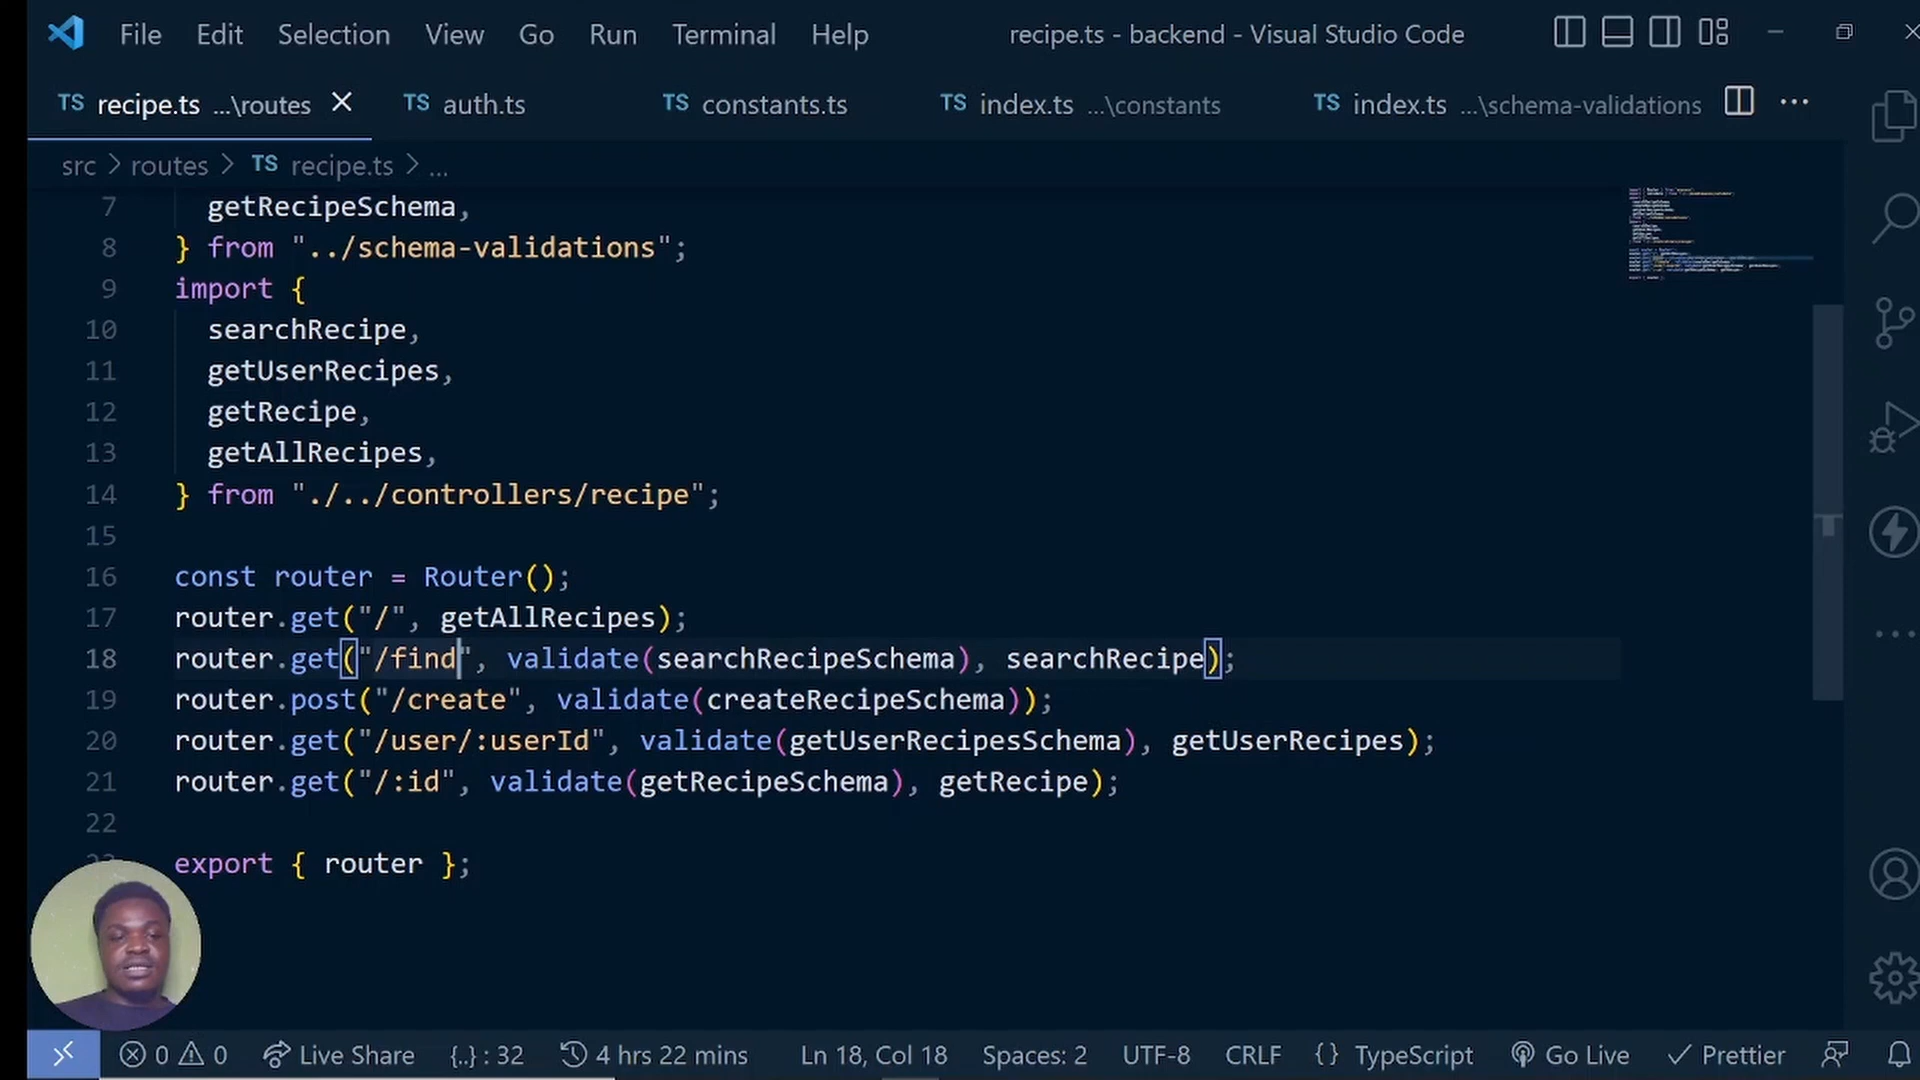 File Edit Selection View Go Run Terminal Help recipe.ts - backend - Visual Studio Code
TS recipe.ts ...\routes TS auth.ts TS constants.ts TS index.ts ...\constants TS index.ts ...\schema-validations
src > routes > TS recipe.ts > ...
7 getRecipeSchema,
8 } from "../schema-validations";
9 import {
10 searchRecipe,
11 getUserRecipes,
12 getRecipe,
13 getAllRecipes,
14 } from "./../controllers/recipe";
15
16 const router = Router();
17 router.get("/", getAllRecipes);
18 router.get("/find", validate(searchRecipeSchema), searchRecipe);
19 router.post("/create", validate(createRecipeSchema));
20 router.get("/user/:userId", validate(getUserRecipesSchema), getUserRecipes);
21 router.get("/:id", validate(getRecipeSchema), getRecipe);
22
export { router };
0 0 Live Share {..} : 32 4 hrs 22 mins Ln 18, Col 18 Spaces: 2 UTF-8 CRLF {} TypeScript Go Live Prettier